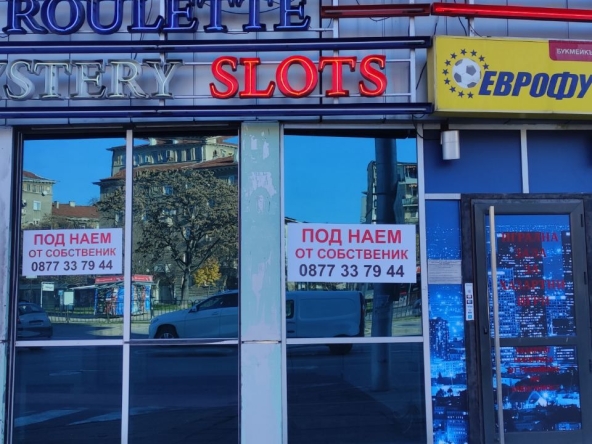 ROULETTE
YSTERY SLOTS
БУКМЕЙКЪ
ЕВРОФУ
ПОД НАЕМ
ОТ СОБСТВЕНИК
0877 33 79 44
ПОД НАЕМ
ОТ СОБСТВЕНИК
0877 33 79 44